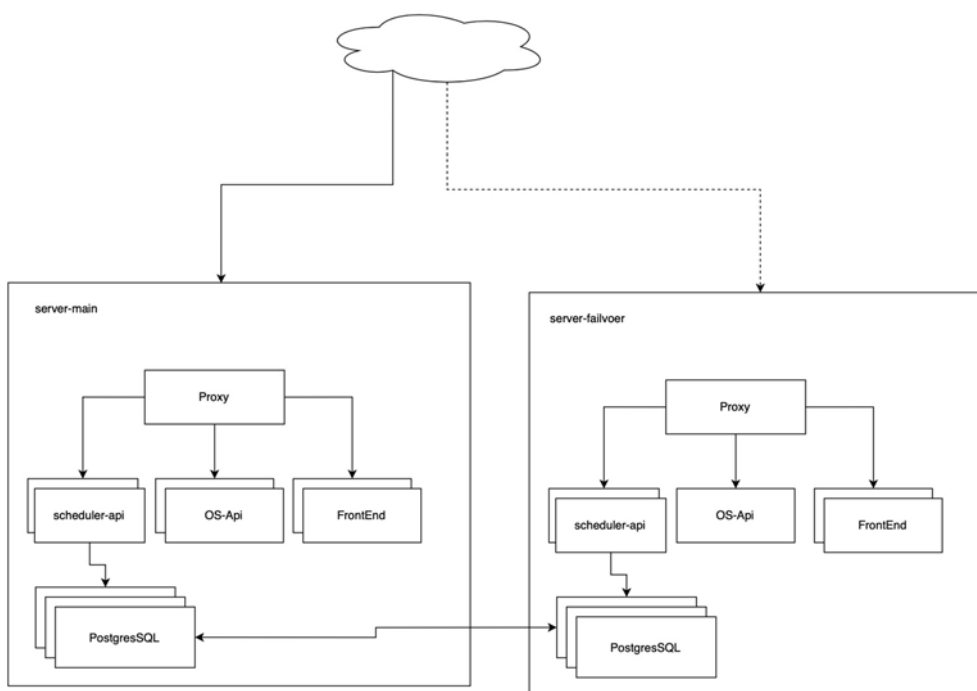 server-main
Proxy
scheduler-api
OS-Api
FrontEnd
PostgresSQL
server-failvoer
Proxy
scheduler-api
OS-Api
FrontEnd
PostgresSQL